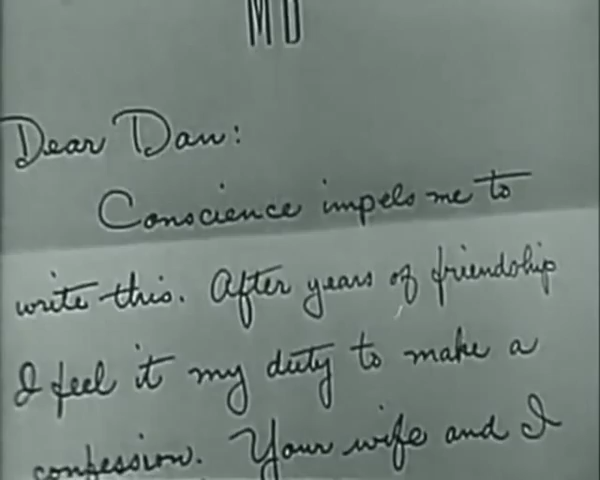 MD
Dear Dan:
Conscience impels me to
write this. After years of friendship
I feel it my duty to make a
confession. Your wife and I